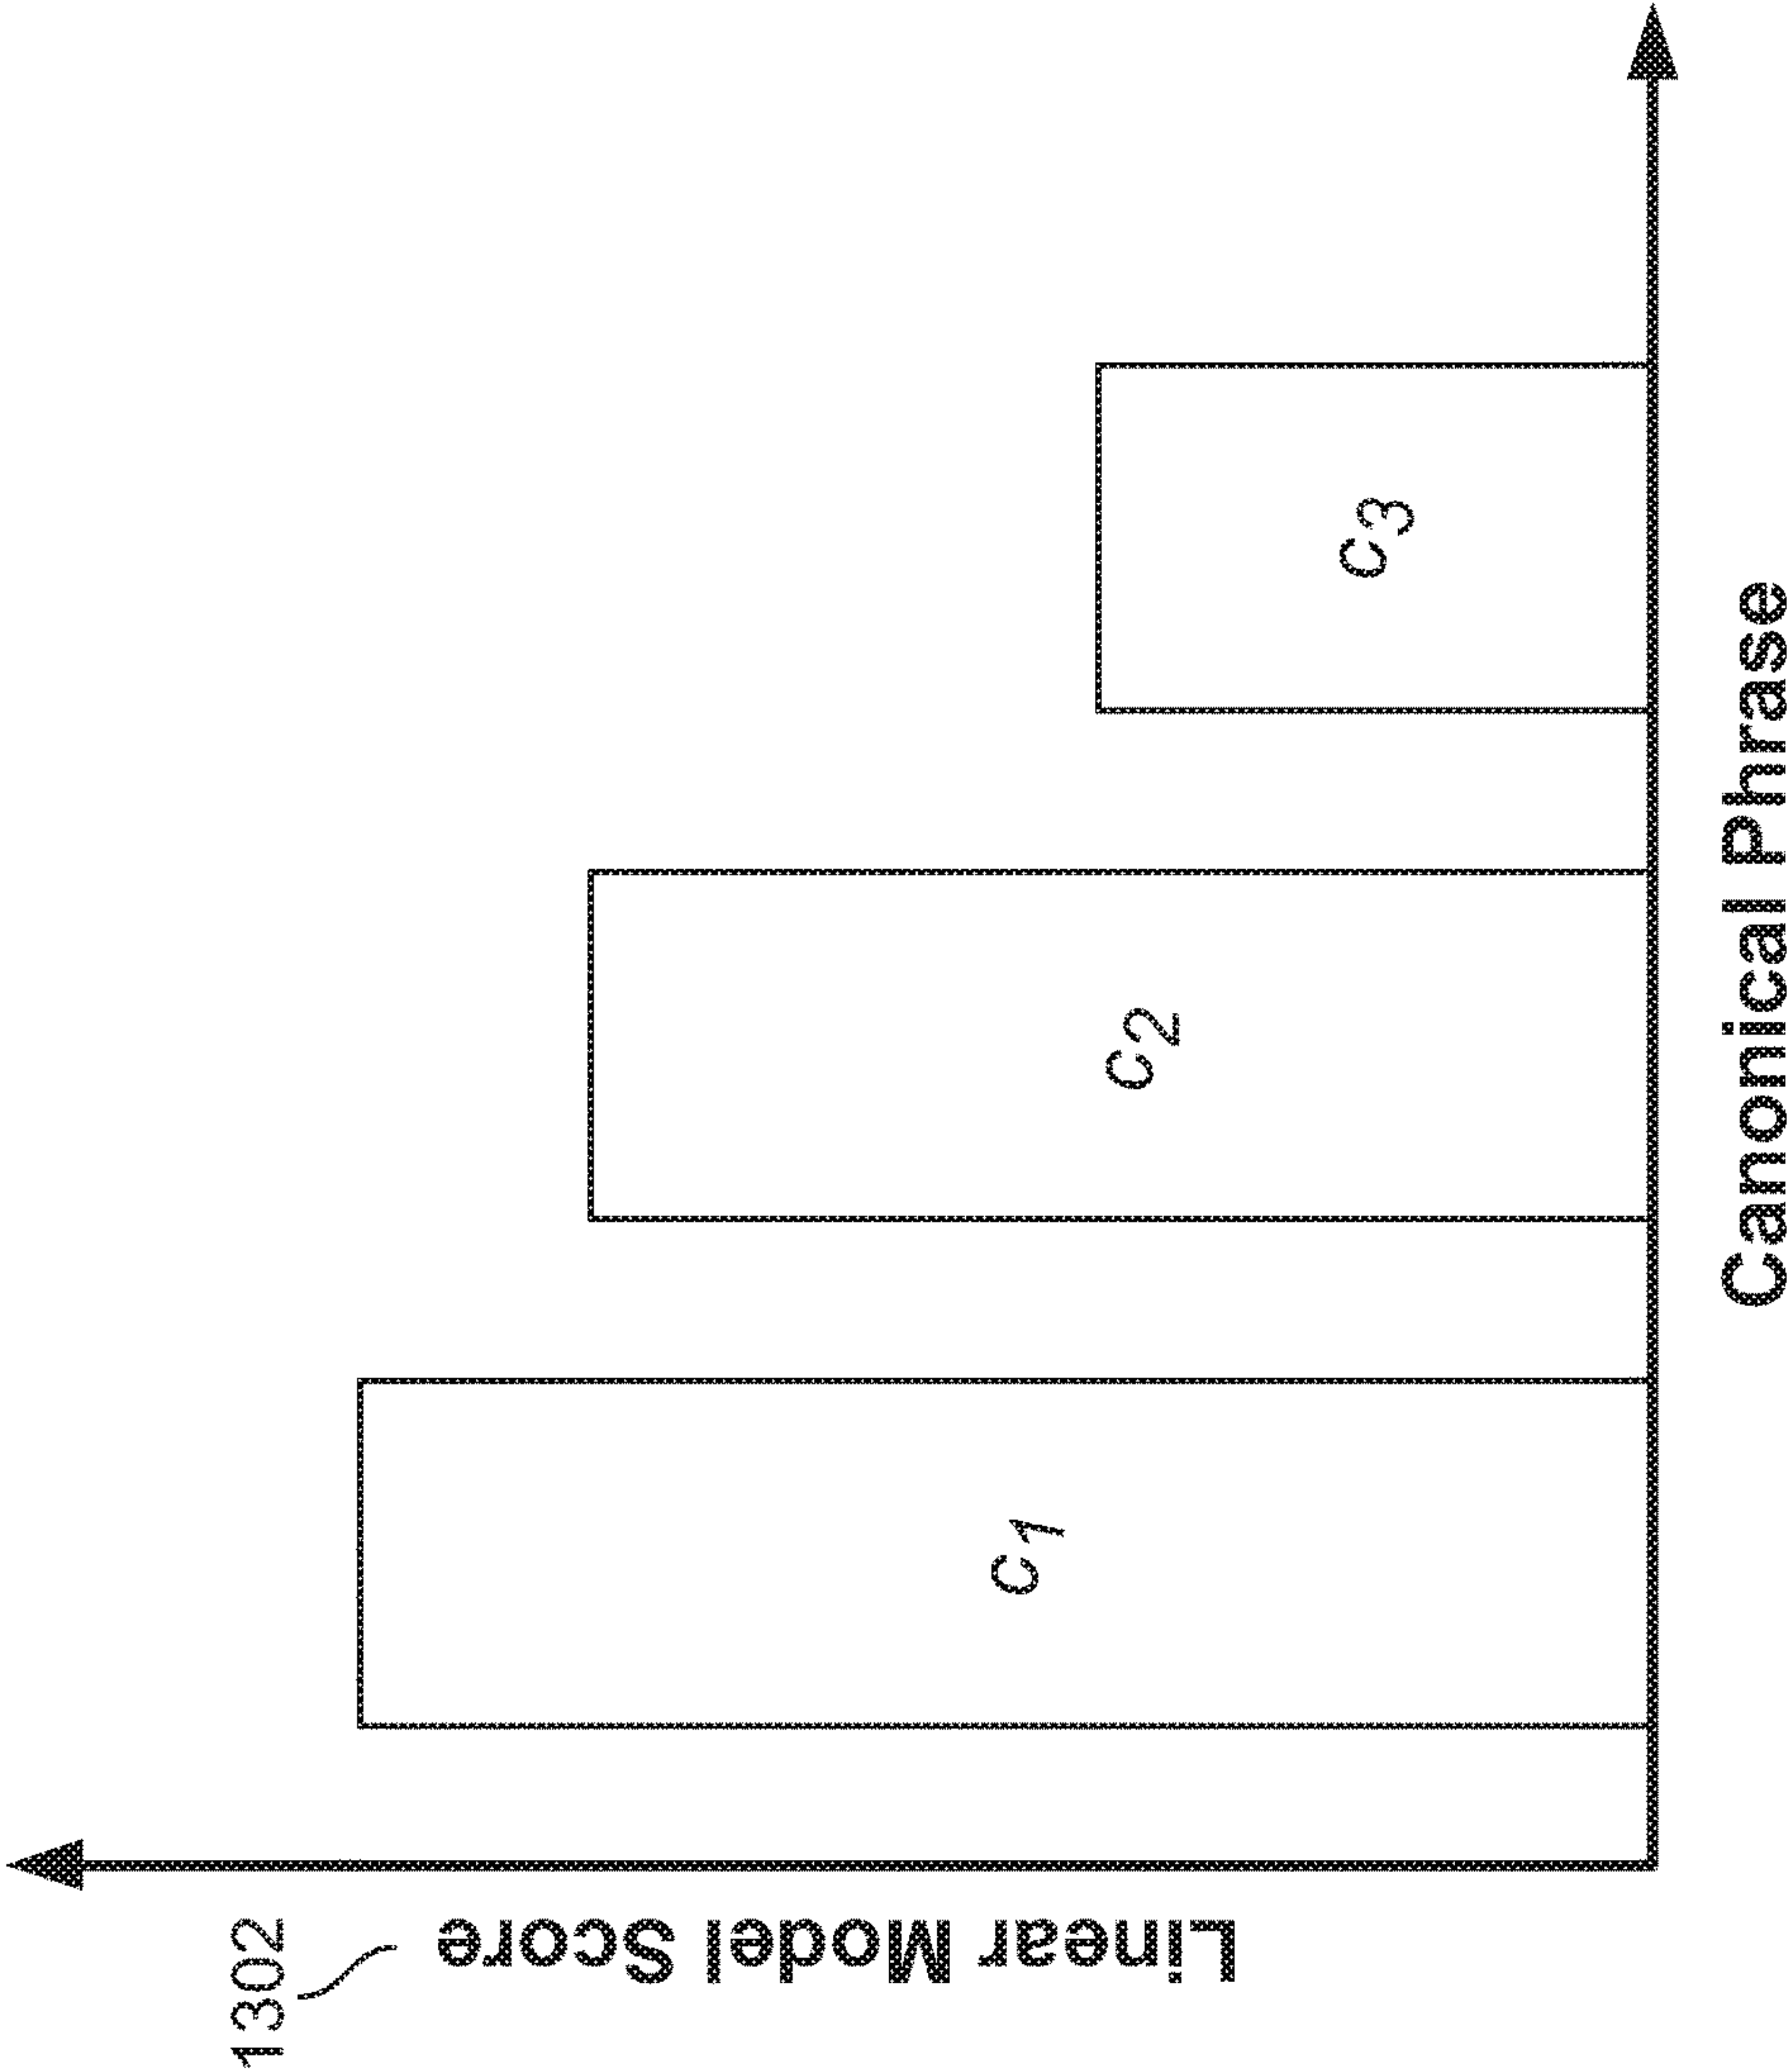 1302
Linear Model Score
c1
c2
c3
Canonical Phrase